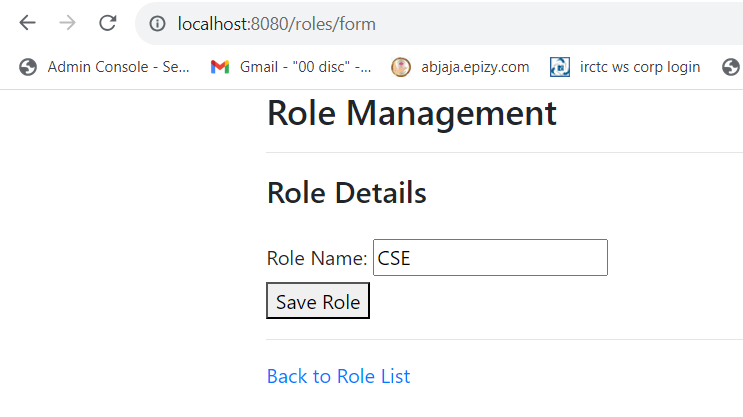 localhost:8080/roles/form
Admin Console - Se... Gmail - "00 disc" -... abjaja.epizy.com irctc ws corp login
Role Management
Role Details
Role Name: CSE
Save Role
Back to Role List